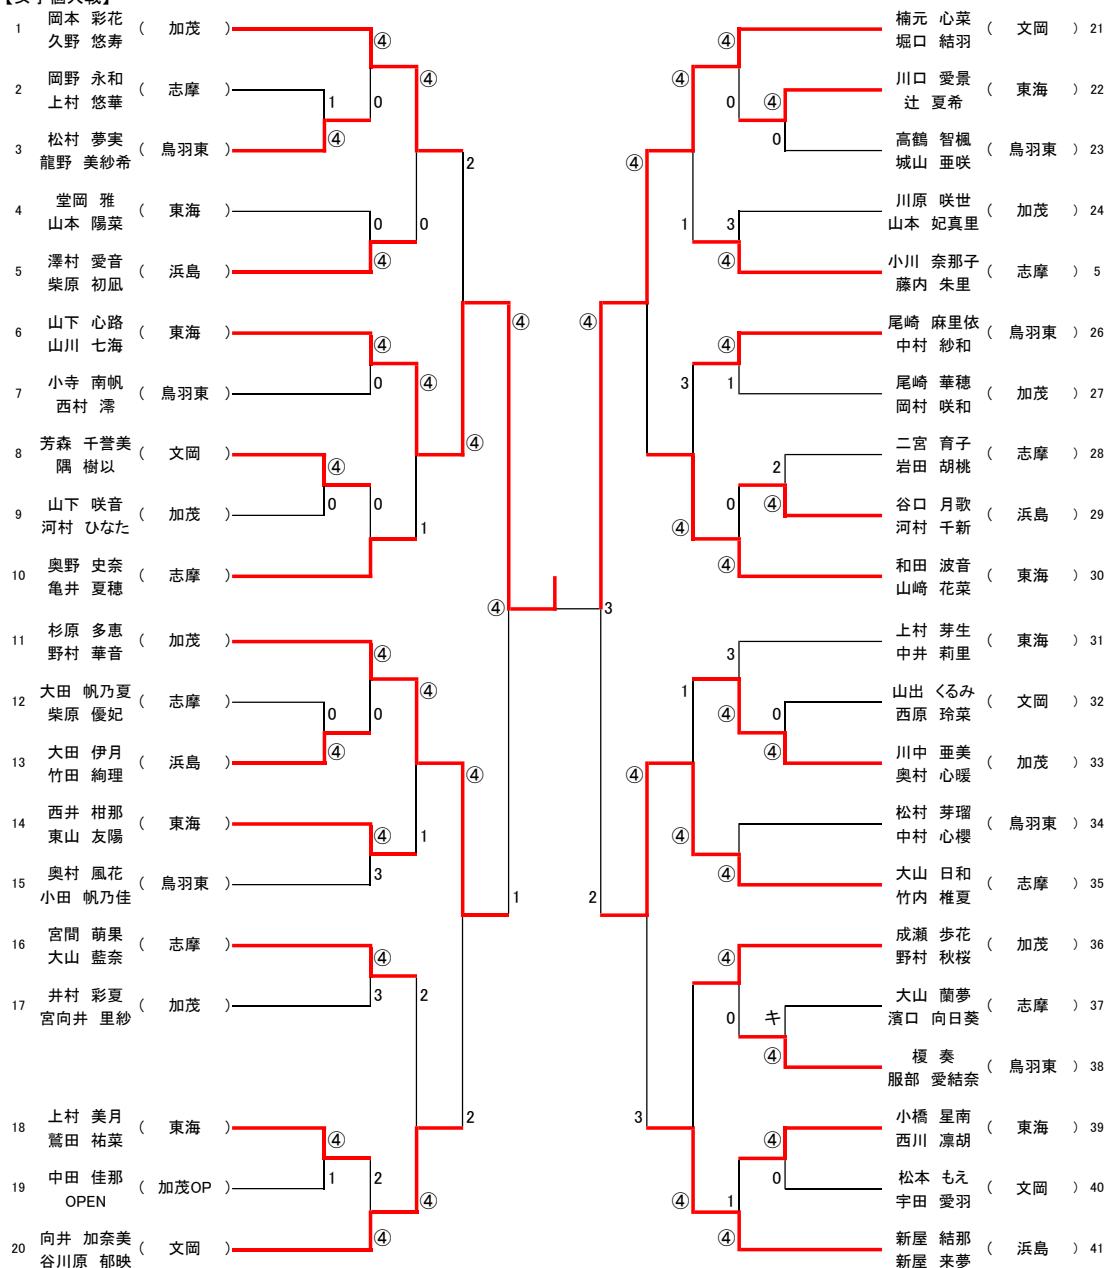 1 岡本 彩花 久野 悠寿 ( 加茂 )
2 岡野 永和 上村 悠華 ( 志摩 )
3 松村 夢実 龍野 美紗希 ( 鳥羽東 )
4 堂岡 雅 山本 陽菜 ( 東海 )
5 澤村 愛音 柴原 初凪 ( 浜島 )
6 山下 心路 山川 七海 ( 東海 )
7 小寺 南帆 西村 澪 ( 鳥羽東 )
8 芳森 千誉美 隅 樹以 ( 文岡 )
9 山下 咲音 河村 ひなた ( 加茂 )
10 奥野 史奈 亀井 夏穂 ( 志摩 )
11 杉原 多恵 野村 華音 ( 加茂 )
12 大田 帆乃夏 柴原 優妃 ( 志摩 )
13 大田 伊月 竹田 絢理 ( 浜島 )
14 西井 柑那 東山 友陽 ( 東海 )
15 奥村 風花 小田 帆乃佳 ( 鳥羽東 )
16 宮間 萌果 大山 藍奈 ( 志摩 )
17 井村 彩夏 宮向井 里紗 ( 加茂 )
18 上村 美月 鷲田 祐菜 ( 東海 )
19 中田 佳那 OPEN ( 加茂OP )
20 向井 加奈美 谷川原 郁映 ( 文岡 )
④ 1 0 ④ ④ 0 ④ 0 2
④ 0 ④ ④ 0 0 1 ④
④ 0 0 ④ ④ ④ 3 1 ④
④ 3 2 ④ 1 2 ④ ④ 2
④ 1 ④ 3
④ 2 ④ 3
④ 0 ④ 0 ④ 1 3 ④ ④
④ 1 3 2 ④ 0 ④ ④
3 1 0 ④ ④ ④ ④ ④
④ 0 キ ④ 3 ④ 0 1 ④ ④
楠元 心菜 堀口 結羽 ( 文岡 ) 21
川口 愛景 辻 夏希 ( 東海 ) 22
高鶴 智楓 城山 亜咲 ( 鳥羽東 ) 23
川原 咲世 山本 妃真里 ( 加茂 ) 24
小川 奈那子 藤内 朱里 ( 志摩 ) 5
尾崎 麻里依 中村 紗和 ( 鳥羽東 ) 26
尾崎 華穂 岡村 咲和 ( 加茂 ) 27
二宮 育子 岩田 胡桃 ( 志摩 ) 28
谷口 月歌 河村 千新 ( 浜島 ) 29
和田 波音 山﨑 花菜 ( 東海 ) 30
上村 芽生 中井 莉里 ( 東海 ) 31
山出 くるみ 西原 玲菜 ( 文岡 ) 32
川中 亜美 奥村 心暖 ( 加茂 ) 33
松村 芽瑠 中村 心櫻 ( 鳥羽東 ) 34
大山 日和 竹内 椎夏 ( 志摩 ) 35
成瀬 歩花 野村 秋桜 ( 加茂 ) 36
大山 蘭夢 濱口 向日葵 ( 志摩 ) 37
榎 奏 服部 愛結奈 ( 鳥羽東 ) 38
小橋 星南 西川 凛胡 ( 東海 ) 39
松本 もえ 宇田 愛羽 ( 文岡 ) 40
新屋 結那 新屋 来夢 ( 浜島 ) 41